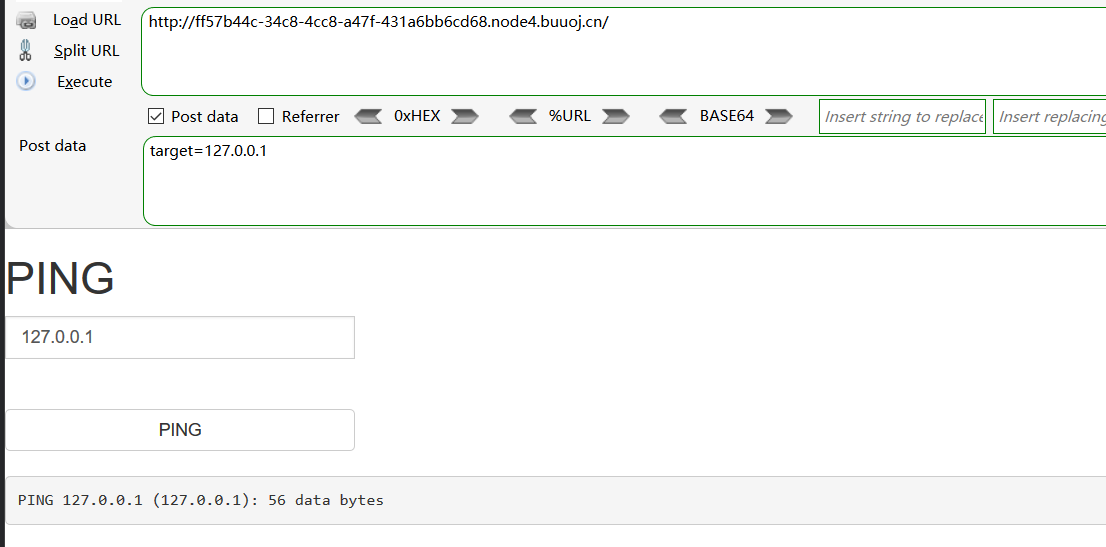 Load URL
http://ff57b44c-34c8-4cc8-a47f-431a6bb6cd68.node4.buuoj.cn/
Split URL
Execute
Post data Referrer 0xHEX %URL BASE64 Insert string to replace Insert replacing
Post data
target=127.0.0.1
PING
127.0.0.1
PING
PING 127.0.0.1 (127.0.0.1): 56 data bytes